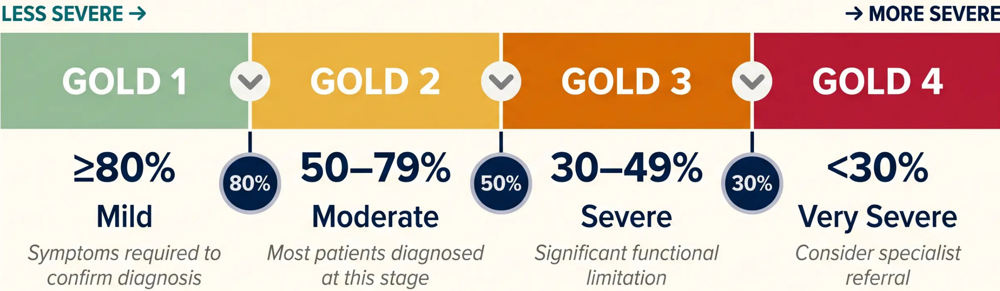 LESS SEVERE →
→ MORE SEVERE
GOLD 1
GOLD 2
GOLD 3
GOLD 4
≥80%
80%
50–79%
50%
30–49%
30%
<30%
Mild
Moderate
Severe
Very Severe
Symptoms required to
confirm diagnosis
Most patients diagnosed
at this stage
Significant functional
limitation
Consider specialist
referral